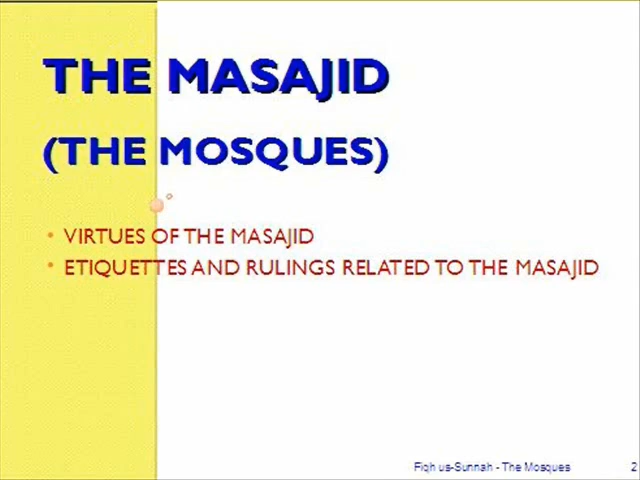 THE MASAJID
(THE MOSQUES)
• VIRTUES OF THE MASAJID
• ETIQUETTES AND RULINGS RELATED TO THE MASAJID
Fiqh us-Sunnah - The Mosques 2